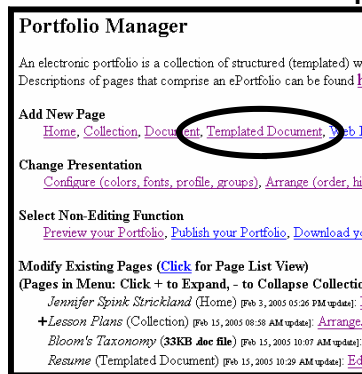 Portfolio Manager
An electronic portfolio is a collection of structured (templated) w
Descriptions of pages that comprise an ePortfolio can be found
Add New Page
Home, Collection, Document, Templated Document, Web
Change Presentation
Configure (colors, fonts, profile, groups), Arrange (order, hi
Select Non-Editing Function
Preview your Portfolio, Publish your Portfolio, Download yo
Modify Existing Pages (Click for Page List View)
(Pages in Menu: Click + to Expand, - to Collapse Collectio
Jennifer Spink Strickland (Home) [Feb 3, 2005 05:26 PM update]:
+Lesson Plans (Collection) [Feb 15, 2005 08:58 AM update]: Arrange
Bloom's Taxonomy (33KB .doc file) [Feb 15, 2005 10:07 AM update]:
Resume (Templated Document) [Feb 15, 2005 10:29 AM update]: Ed